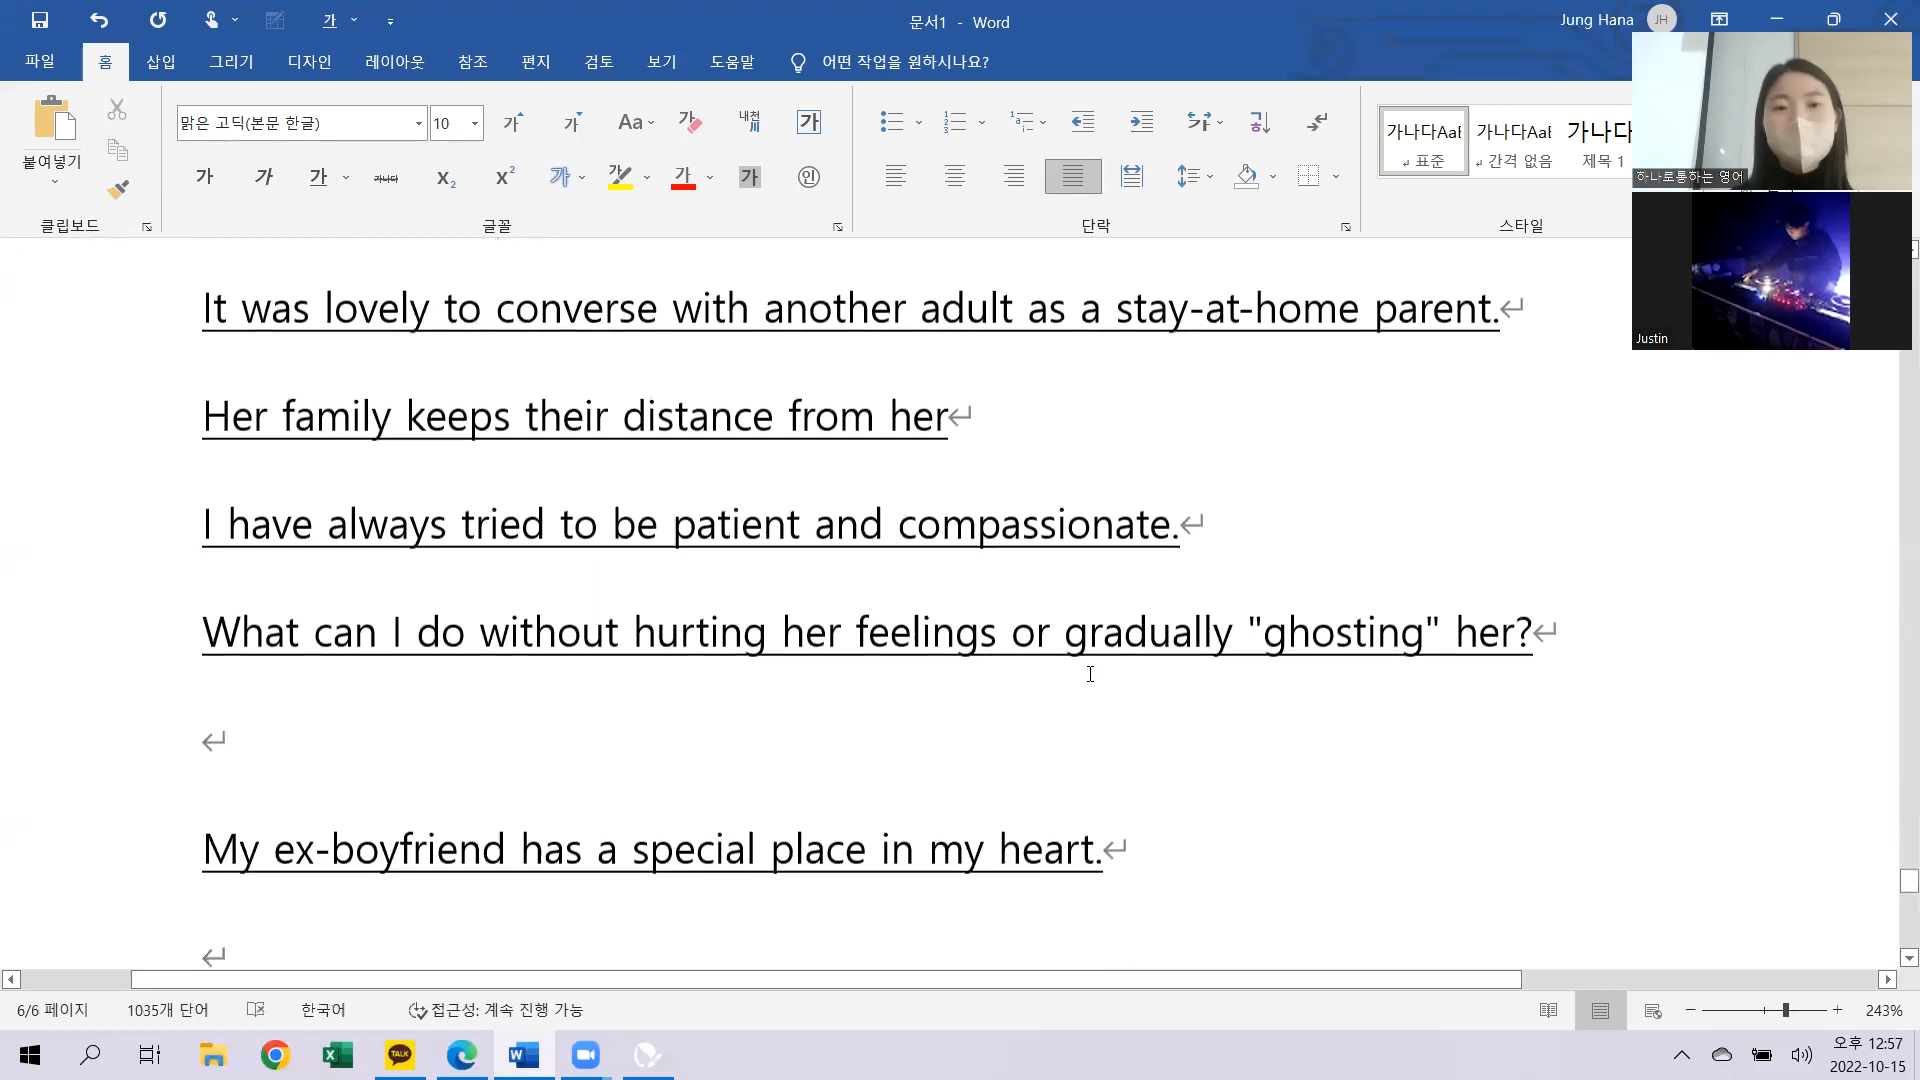 문서1 - Word
Jung Hana
JH
파일 홈 삽입 그리기 디자인 레이아웃 참조 편지 검토 보기 도움말 어떤 작업을 원하시나요?
붙여넣기
맑은 고딕(본문 한글)
10
가나다AaB 가나다AaB 가나다
표준 간격 없음 제목 1
클립보드 글꼴 단락 스타일
하나로통하는 영어
Justin
It was lovely to converse with another adult as a stay-at-home parent.
Her family keeps their distance from her
I have always tried to be patient and compassionate.
What can I do without hurting her feelings or gradually "ghosting" her?
My ex-boyfriend has a special place in my heart.
6/6 페이지 1035개 단어 한국어 접근성: 계속 진행 가능 243%
오후 12:57
2022-10-15